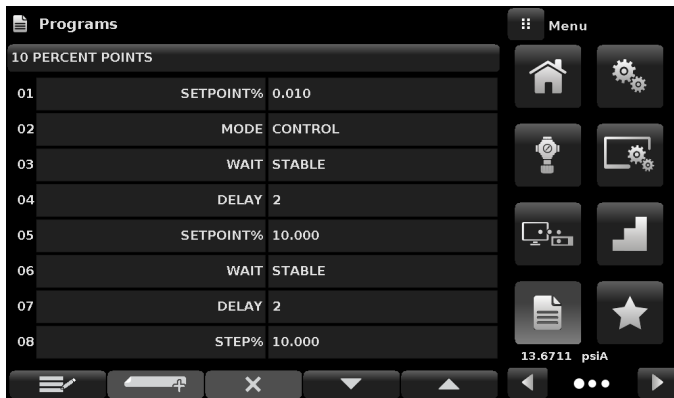 Programs
Menu
10 PERCENT POINTS
01 SETPOINT% 0.010
02 MODE CONTROL
03 WAIT STABLE
04 DELAY 2
05 SETPOINT% 10.000
06 WAIT STABLE
07 DELAY 2
08 STEP% 10.000
13.6711 psiA